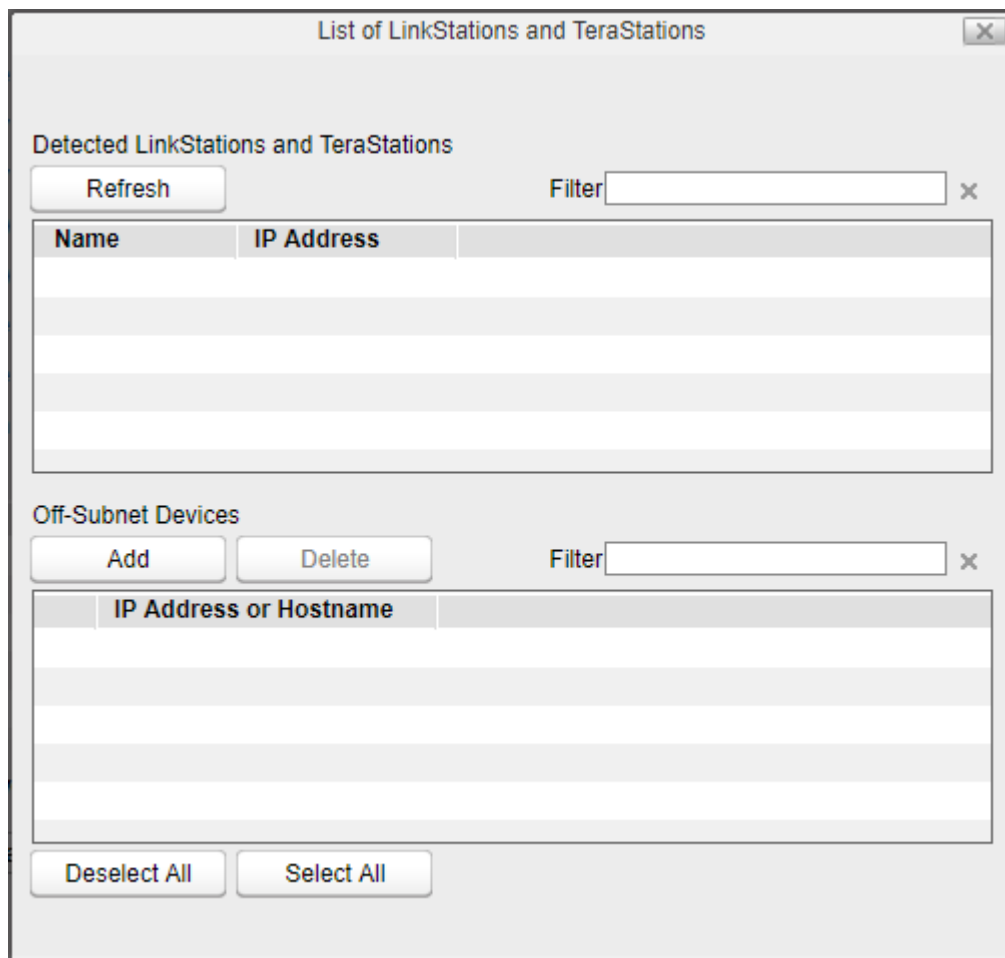 List of LinkStations and TeraStations
Detected LinkStations and TeraStations
Refresh Filter
Name IP Address
Off-Subnet Devices
Add Delete Filter
IP Address or Hostname
Deselect All Select All